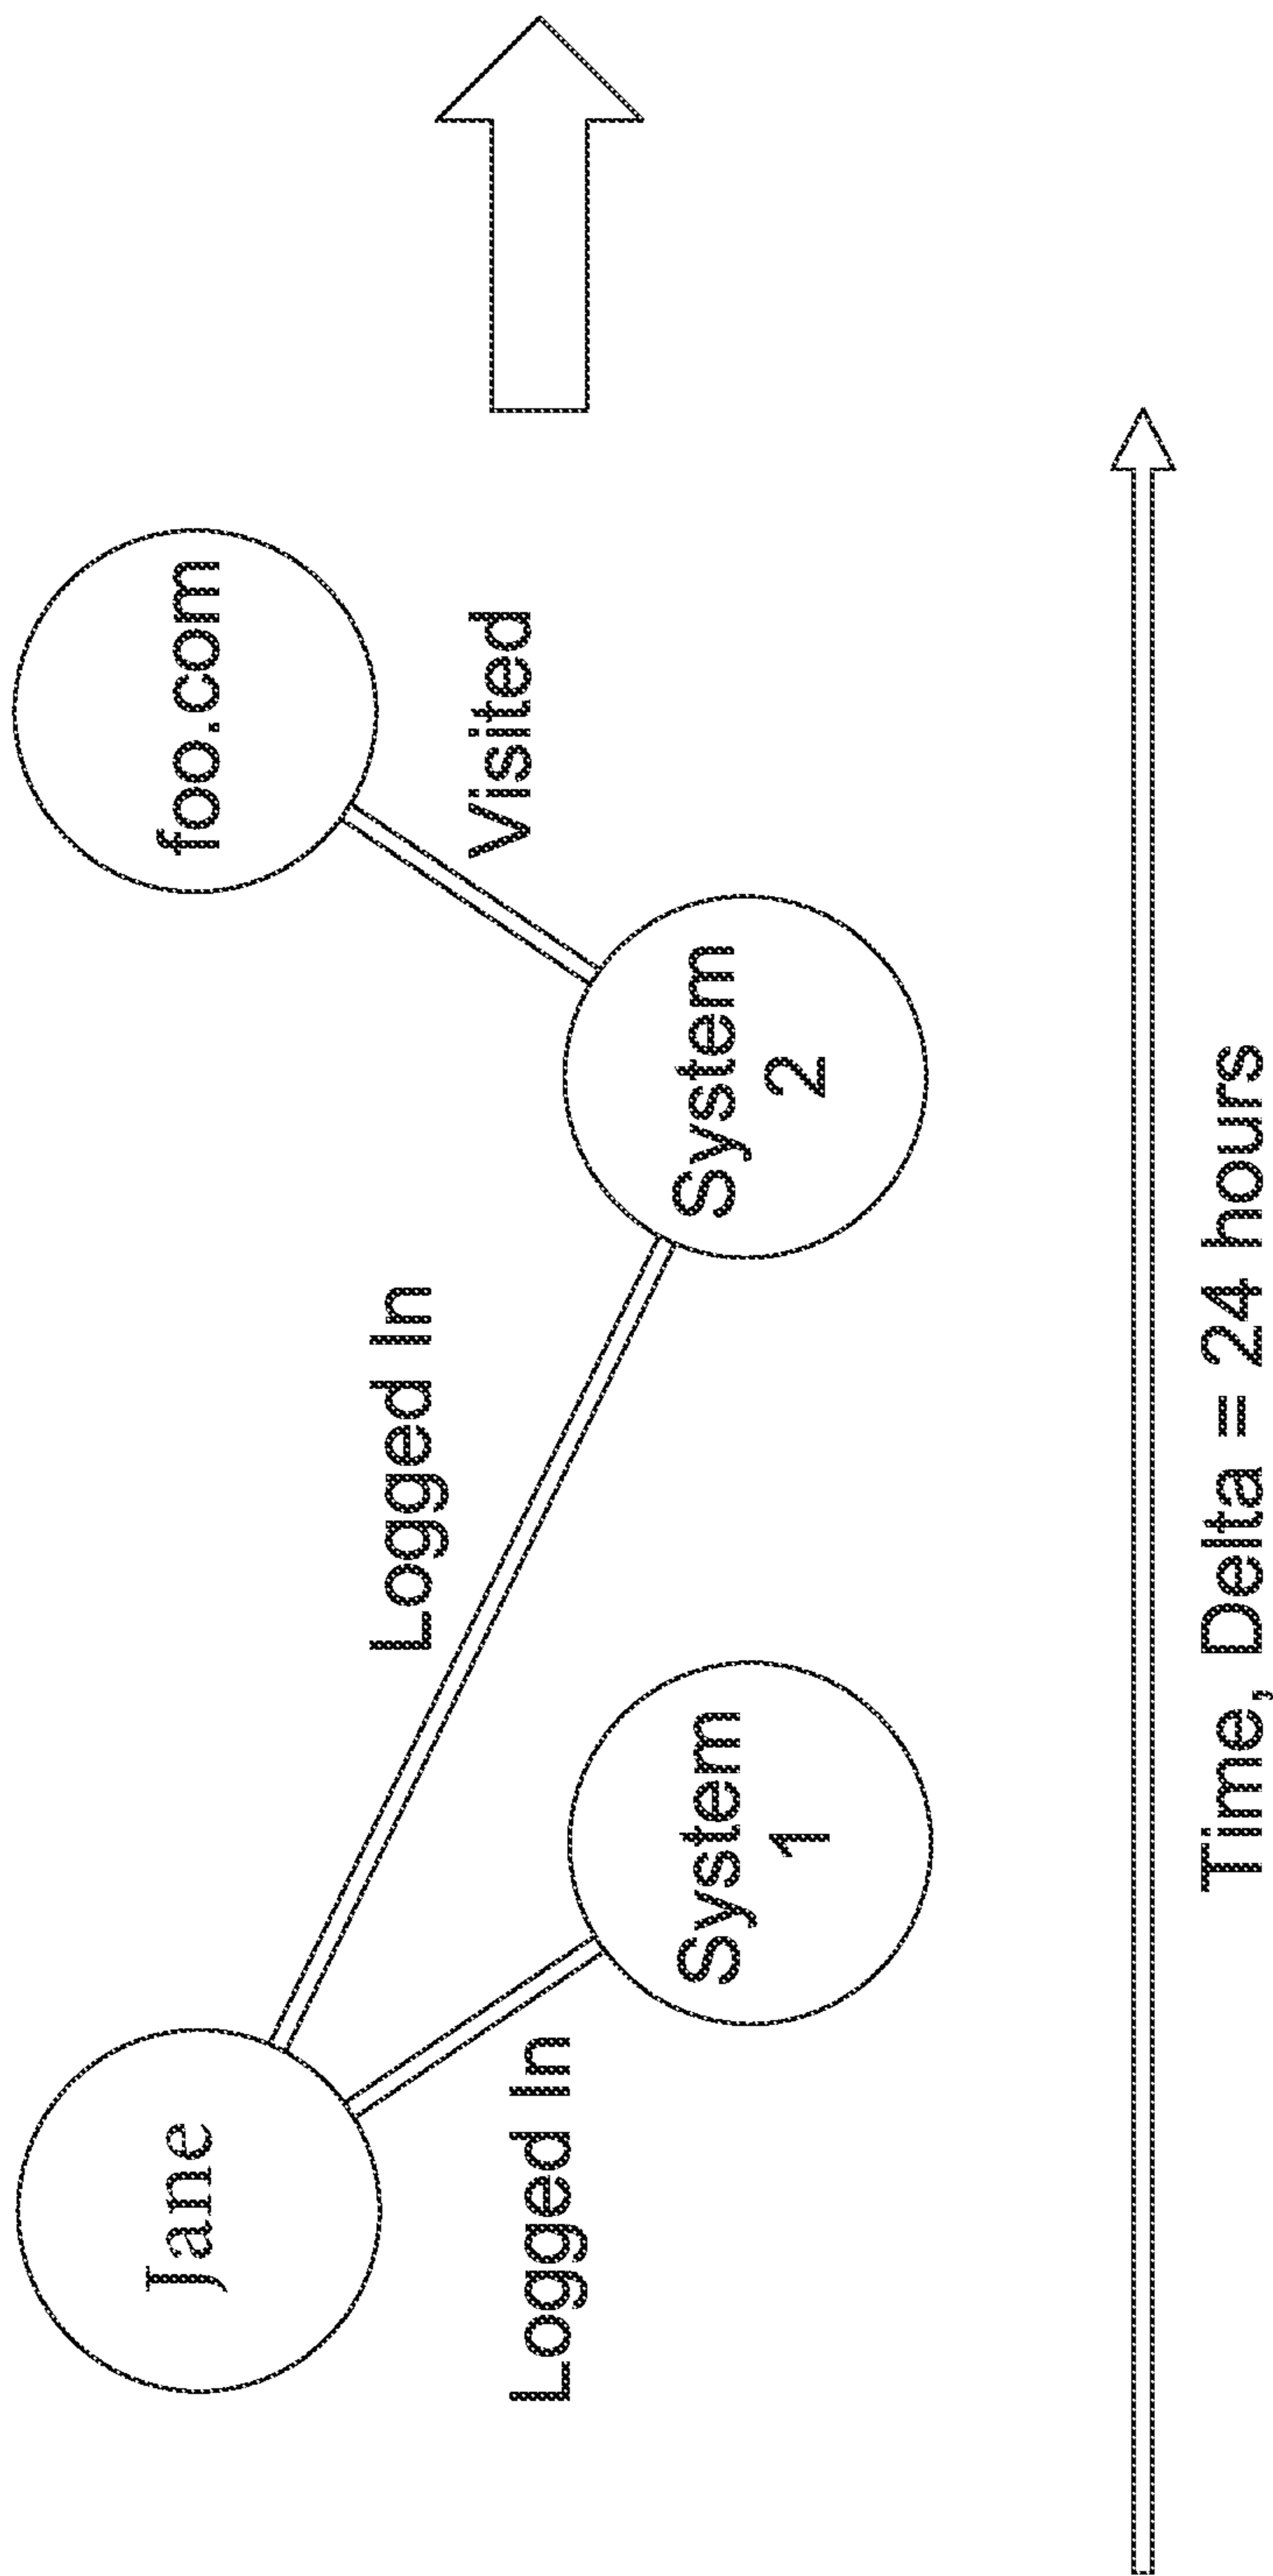 Jane
foo.com
Logged In
Logged In
Visited
System
1
System
2
Time, Delta = 24 hours